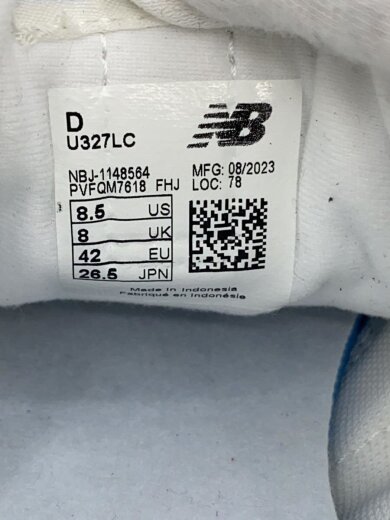 D
U327LC
NB
NBJ-1148564
PVFQM7618 FHJ
MFG: 08/2023
LOC: 78
8.5 US
8 UK
42 EU
26.5 JPN
Made in Indonesia
Fabriqué en Indonésie